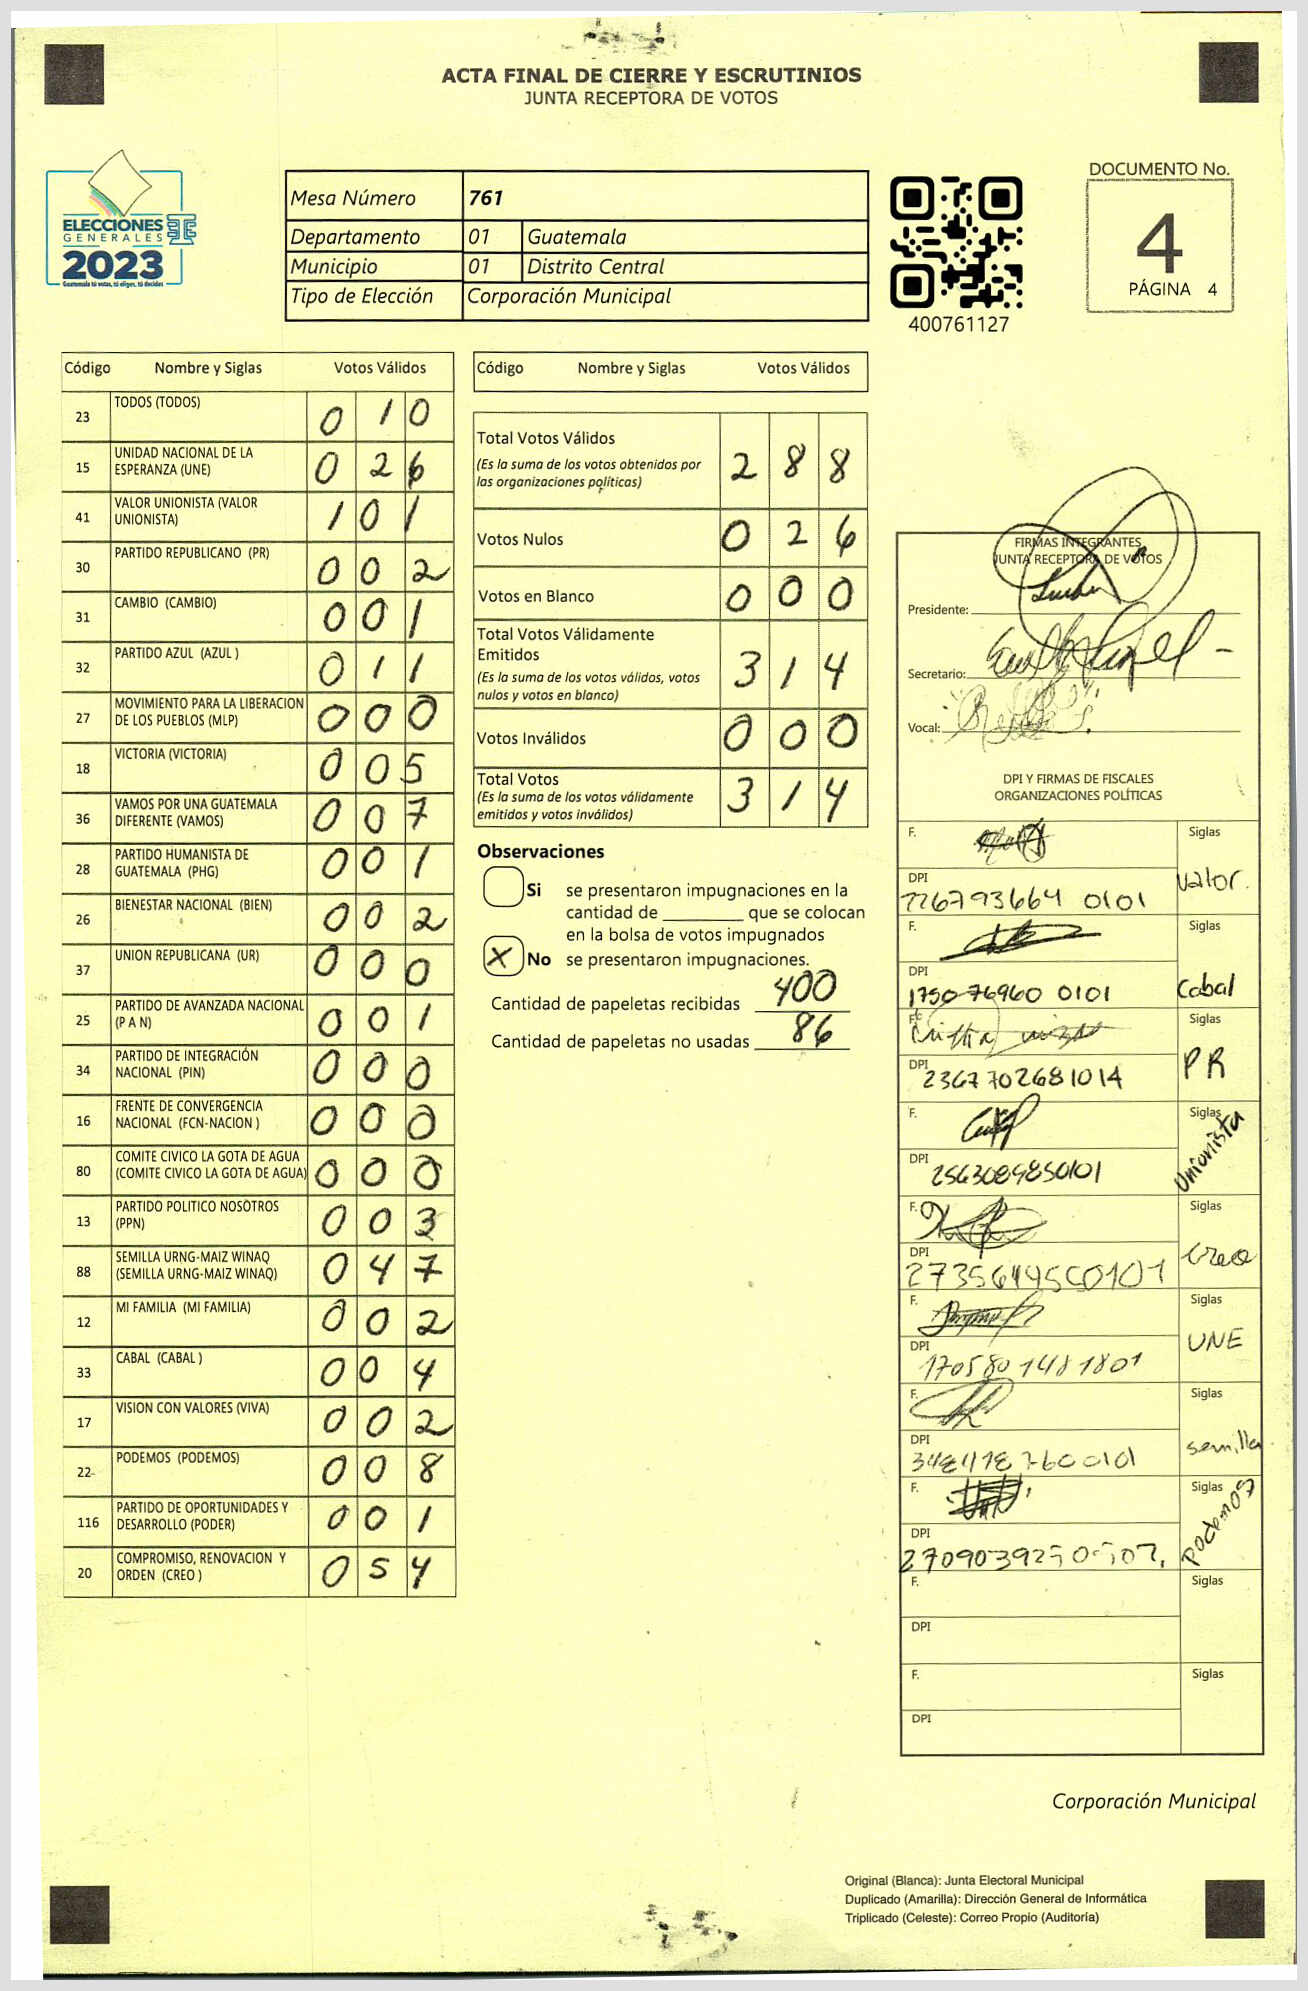 ACTA FINAL DE CIERRE Y ESCRUTINIOS
JUNTA RECEPTORA DE VOTOS
ELECCIONES
GENERALES
2023
Guatemala tú votas, tú eliges, tú decides
Mesa Número 761
Departamento 01 Guatemala
Municipio 01 Distrito Central
Tipo de Elección Corporación Municipal
400761127
DOCUMENTO No.
4
PÁGINA 4
Código Nombre y Siglas Votos Válidos
23 TODOS (TODOS) 0 1 0
15 UNIDAD NACIONAL DE LA
ESPERANZA (UNE) 0 2 6
41 VALOR UNIONISTA (VALOR
UNIONISTA) 1 0 1
30 PARTIDO REPUBLICANO (PR) 0 0 2
31 CAMBIO (CAMBIO) 0 0 1
32 PARTIDO AZUL (AZUL ) 0 1 1
27 MOVIMIENTO PARA LA LIBERACION
DE LOS PUEBLOS (MLP) 0 0 0
18 VICTORIA (VICTORIA) 0 0 5
36 VAMOS POR UNA GUATEMALA
DIFERENTE (VAMOS) 0 0 7
28 PARTIDO HUMANISTA DE
GUATEMALA (PHG) 0 0 1
26 BIENESTAR NACIONAL (BIEN) 0 0 2
37 UNION REPUBLICANA (UR) 0 0 0
25 PARTIDO DE AVANZADA NACIONAL
(P A N) 0 0 1
34 PARTIDO DE INTEGRACIÓN
NACIONAL (PIN) 0 0 0
16 FRENTE DE CONVERGENCIA
NACIONAL (FCN-NACION ) 0 0 0
80 COMITE CIVICO LA GOTA DE AGUA
(COMITE CIVICO LA GOTA DE AGUA) 0 0 0
13 PARTIDO POLITICO NOSOTROS
(PPN) 0 0 3
88 SEMILLA URNG-MAIZ WINAQ
(SEMILLA URNG-MAIZ WINAQ) 0 4 7
12 MI FAMILIA (MI FAMILIA) 0 0 2
33 CABAL (CABAL ) 0 0 4
17 VISION CON VALORES (VIVA) 0 0 2
22 PODEMOS (PODEMOS) 0 0 8
116 PARTIDO DE OPORTUNIDADES Y
DESARROLLO (PODER) 0 0 1
20 COMPROMISO, RENOVACION Y
ORDEN (CREO ) 0 5 4
Código Nombre y Siglas Votos Válidos
Total Votos Válidos
(Es la suma de los votos obtenidos por
las organizaciones políticas) 2 8 8
Votos Nulos 0 2 6
Votos en Blanco 0 0 0
Total Votos Válidamente
Emitidos
(Es la suma de los votos válidos, votos
nulos y votos en blanco) 3 1 4
Votos Inválidos 0 0 0
Total Votos
(Es la suma de los votos válidamente
emitidos y votos inválidos) 3 1 4
Observaciones
Si se presentaron impugnaciones en la
cantidad de ________ que se colocan
en la bolsa de votos impugnados
X No se presentaron impugnaciones.
Cantidad de papeletas recibidas 400
Cantidad de papeletas no usadas 86
FIRMAS INTEGRANTES
JUNTA RECEPTORA DE VOTOS
Presidente:
Secretario:
Vocal:
DPI Y FIRMAS DE FISCALES
ORGANIZACIONES POLÍTICAS
F. Siglas
DPI Valor.
226793664 0101
F. Siglas
DPI Cabal
1750 76960 0101
F. Siglas
DPI PR
2367702681014
F. Siglas
DPI Unionista
2563089850101
F. Siglas
DPI Creo
F. Siglas
DPI UNE
1705801481801
F. Siglas
DPI semilla
F. Siglas
DPI Podemos
F. Siglas
DPI
F. Siglas
DPI
Corporación Municipal
Original (Blanca): Junta Electoral Municipal
Duplicado (Amarilla): Dirección General de Informática
Triplicado (Celeste): Correo Propio (Auditoría)